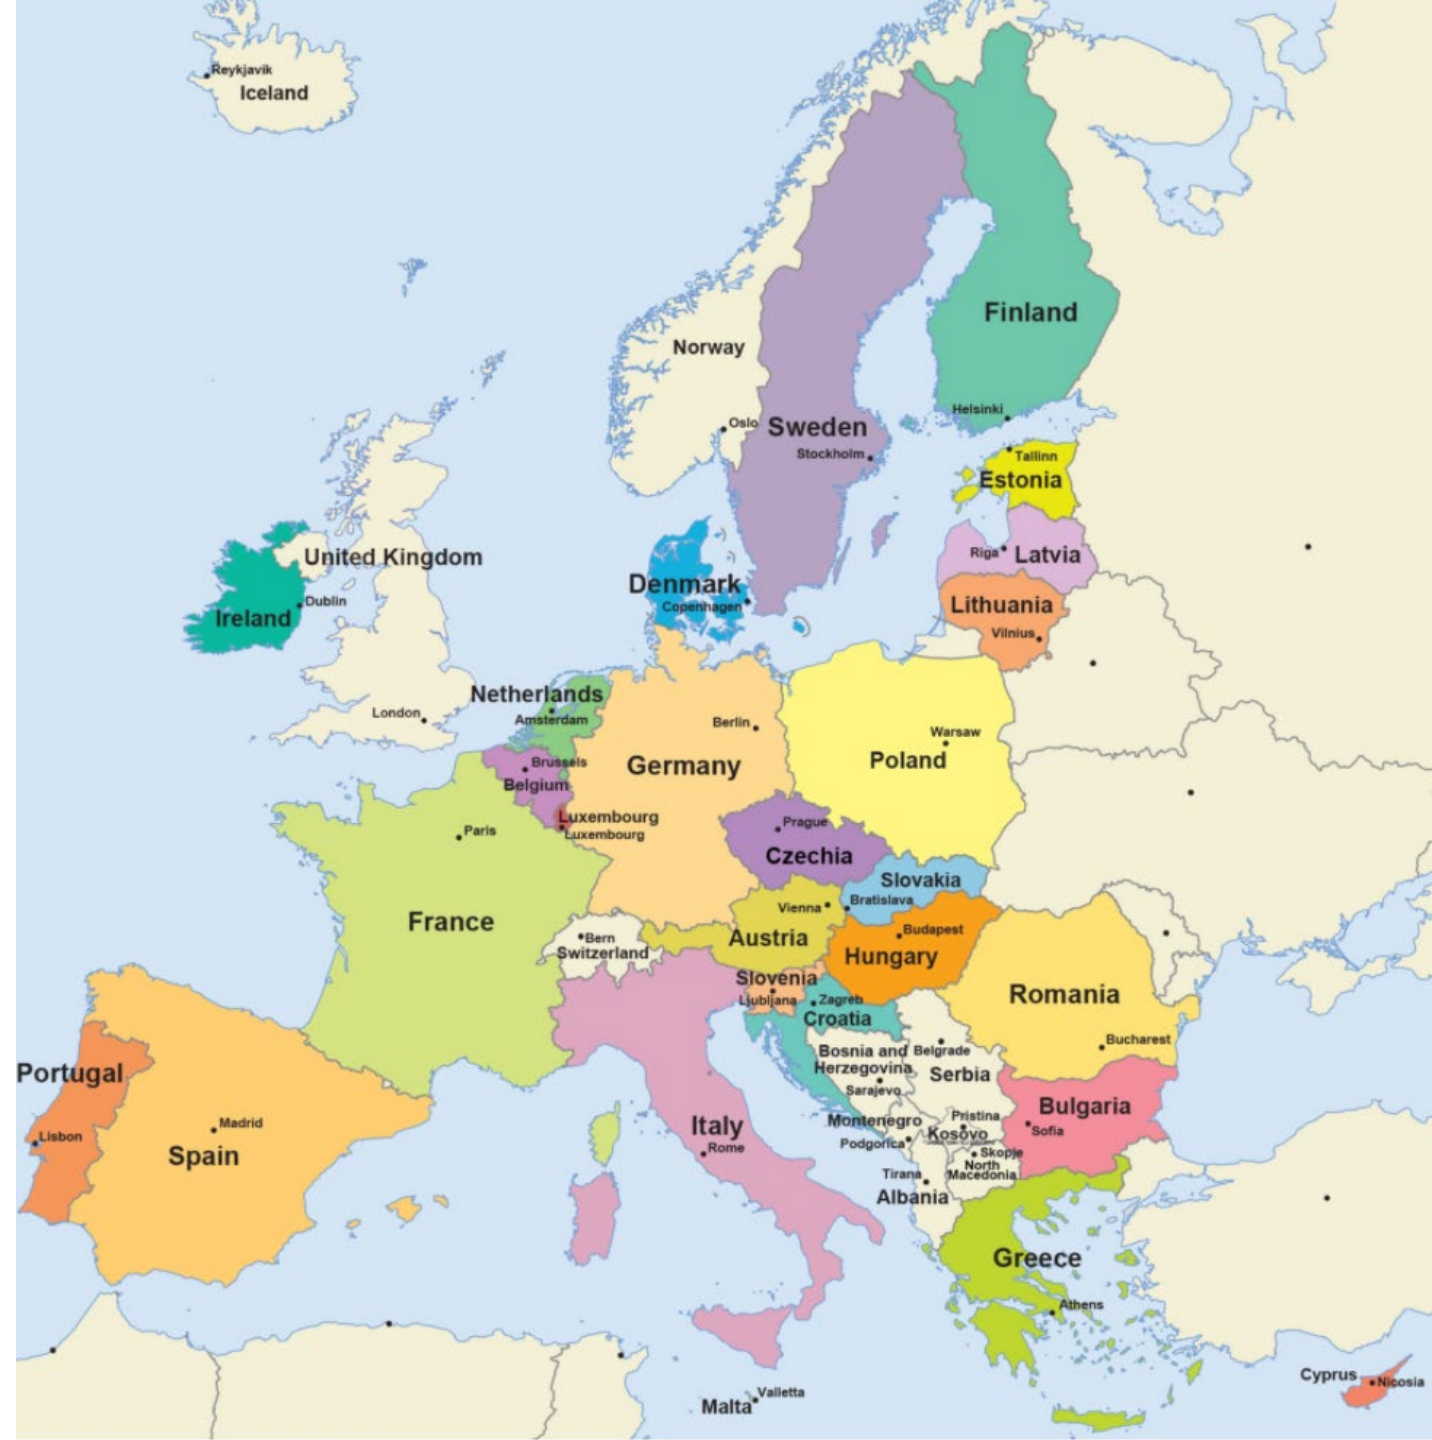 Reykjavik
Iceland
Finland
Norway
Helsinki
Oslo
Sweden
Stockholm
Tallinn
Estonia
Riga
Latvia
United Kingdom
Denmark
Copenhagen
Dublin
Ireland
Lithuania
Vilnius
Netherlands
Amsterdam
London
Berlin
Warsaw
Poland
Germany
Brussels
Belgium
Luxembourg
Luxembourg
Paris
Prague
Czechia
Slovakia
Bratislava
Vienna
France
Austria
Budapest
Hungary
Bern
Switzerland
Slovenia
Ljubljana
Zagreb
Croatia
Romania
Bucharest
Bosnia and
Herzegovina
Sarajevo
Belgrade
Serbia
Portugal
Lisbon
Madrid
Spain
Italy
Rome
Montenegro
Podgorica
Pristina
Kosovo
Bulgaria
Sofia
Skopje
North
Macedonia
Tirana
Albania
Greece
Athens
Valletta
Malta
Cyprus
Nicosia